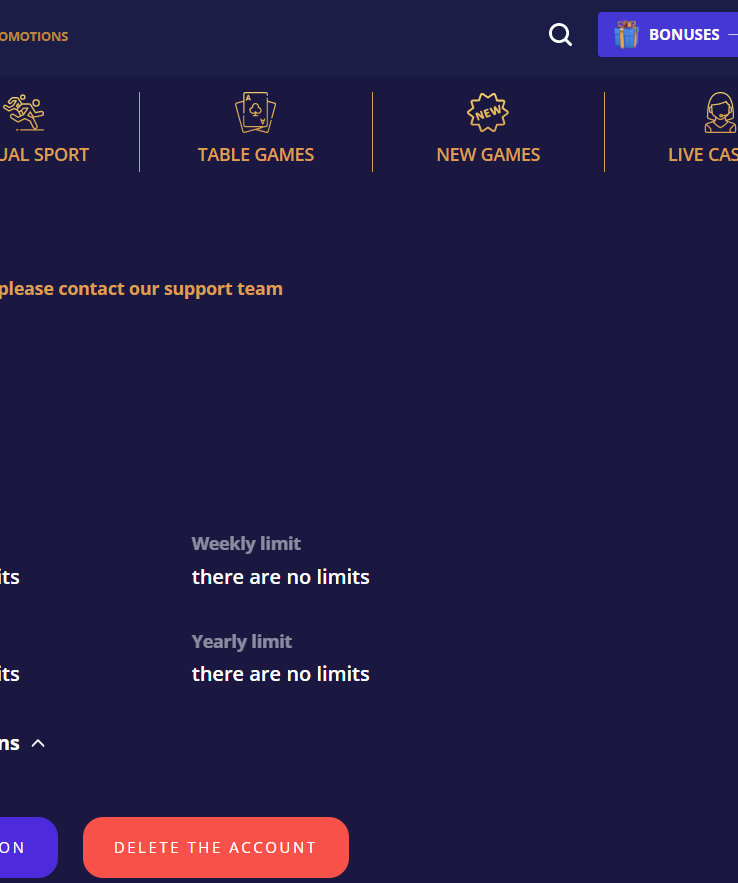 OMOTIONS
BONUSES
UAL SPORT
TABLE GAMES
NEW
NEW GAMES
LIVE CAS
please contact our support team
Weekly limit
its there are no limits
Yearly limit
its there are no limits
ns
ON
DELETE THE ACCOUNT